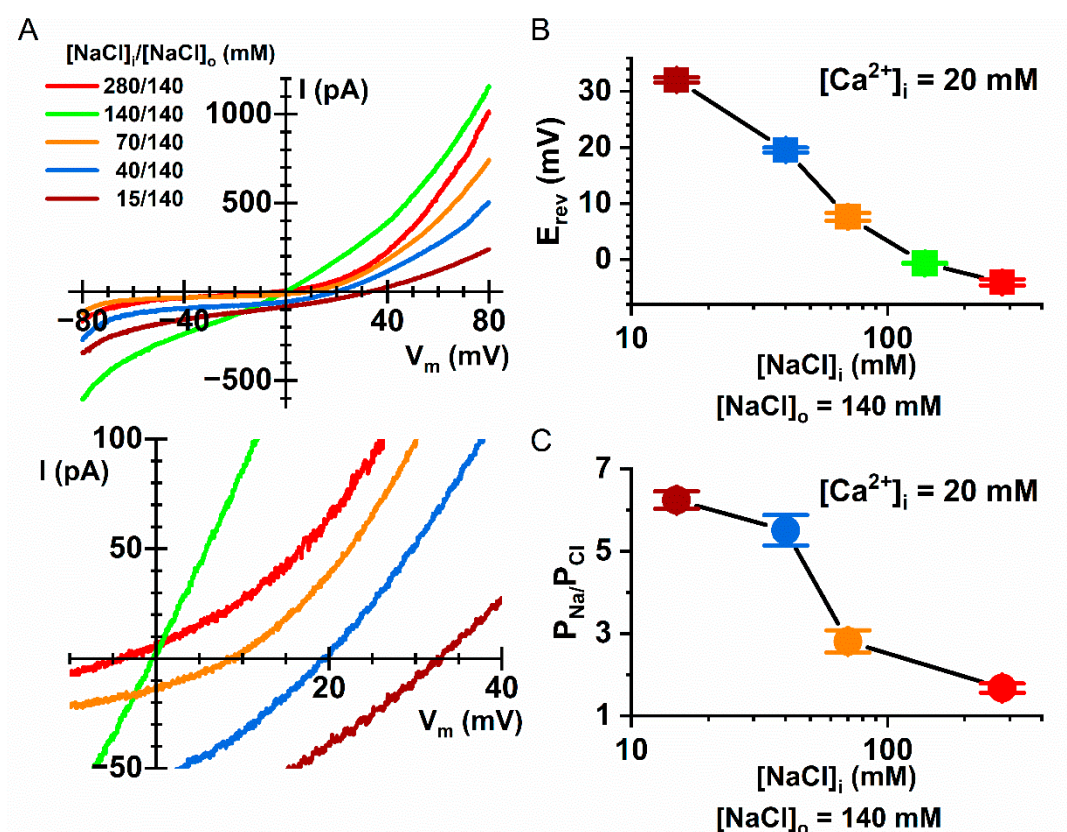 A
[NaCl]i/[NaCl]o (mM)
280/140
140/140
70/140
40/140
15/140
I (pA)
1000
500
−80
−40
40
80
Vm (mV)
−500
100
I (pA)
50
20
40
Vm (mV)
−50
B
[Ca2+]i = 20 mM
30
20
10
0
Erev (mV)
10
100
[NaCl]i (mM)
[NaCl]o = 140 mM
C
[Ca2+]i = 20 mM
7
5
3
1
PNa/PCl
10
100
[NaCl]i (mM)
[NaCl]o = 140 mM